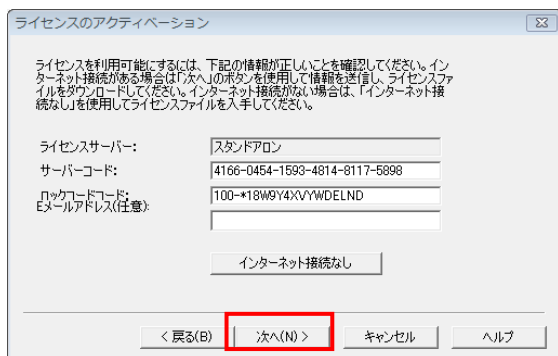 ライセンスのアクティベーション
ライセンスを利用可能にするには、下記の情報が正しいことを確認してください。イン
ターネット接続がある場合は「次へ」のボタンを使用して情報を送信し、ライセンスファ
イルをダウンロードしてください。インターネット接続がない場合は、「インターネット接
続なし」を使用してライセンスファイルを入手してください。
ライセンスサーバー: スタンドアロン
サーバーコード: 4166-0454-1593-4814-8117-5898
ロックコードコード: 100-*18W9Y4XVYWDELND
Eメールアドレス(任意):
インターネット接続なし
< 戻る(B) 次へ(N) > キャンセル ヘルプ